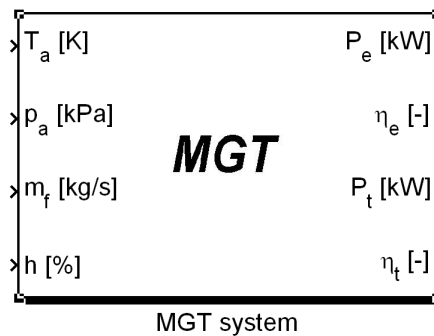 T_a [K] P_e [kW]
p_a [kPa] η_e [-]
MGT
m_f [kg/s] P_t [kW]
h [%] η_t [-]
MGT system